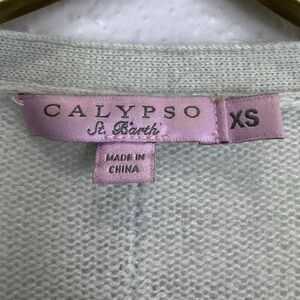 CALYPSO
St. Barth
XS
MADE IN
CHINA